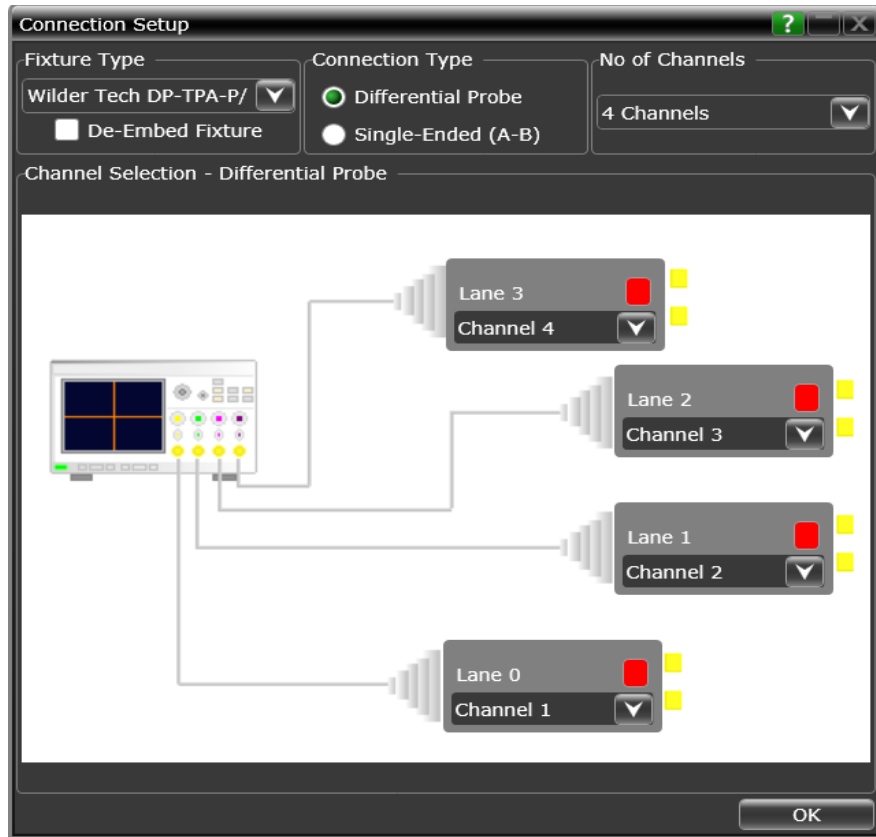 Connection Setup
?
X
Fixture Type
Wilder Tech DP-TPA-P/
De-Embed Fixture
Connection Type
Differential Probe
Single-Ended (A-B)
No of Channels
4 Channels
Channel Selection - Differential Probe
Lane 3
Channel 4
Lane 2
Channel 3
Lane 1
Channel 2
Lane 0
Channel 1
OK